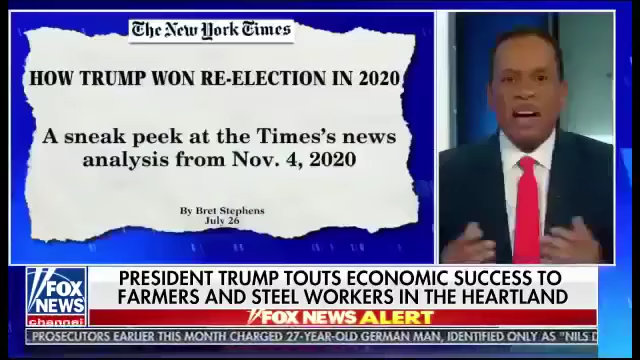 The New York Times
HOW TRUMP WON RE-ELECTION IN 2020
A sneak peek at the Times's news
analysis from Nov. 4, 2020
By Bret Stephens
July 26
PRESIDENT TRUMP TOUTS ECONOMIC SUCCESS TO
FARMERS AND STEEL WORKERS IN THE HEARTLAND
FOX
NEWS
channel
FOX NEWS ALERT
PROSECUTORS EARLIER THIS MONTH CHARGED 27-YEAR-OLD GERMAN MAN, IDENTIFIED ONLY AS "NILS D